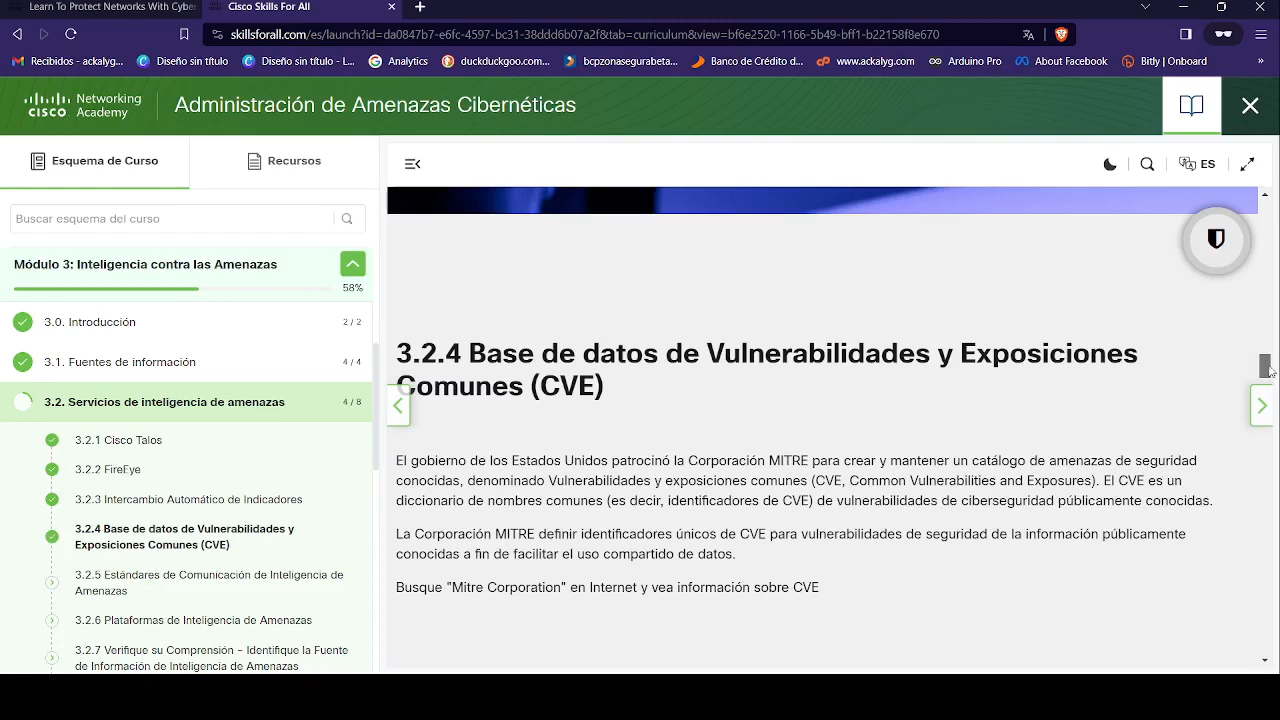 Learn To Protect Networks With Cyber
Cisco Skills For All
skillsforall.com/es/launch?id=da0847b7-e6fc-4597-bc31-38ddd6b07a2f&tab=curriculum&view=bf6e2520-1166-5b49-bff1-b22158f8e670
Recibidos - ackalyg...
Diseño sin título
Diseño sin título - L...
Analytics
duckduckgoo.com...
bcpzonasegurabeta...
Banco de Crédito d...
www.ackalyg.com
Arduino Pro
About Facebook
Bitly | Onboard
»
cisco
Networking
Academy
Administración de Amenazas Cibernéticas
Esquema de Curso
Recursos
ES
Buscar esquema del curso
Módulo 3: Inteligencia contra las Amenazas
58%
3.0. Introducción
2 / 2
3.1. Fuentes de información
4 / 4
3.2. Servicios de inteligencia de amenazas
4 / 8
3.2.1 Cisco Talos
3.2.2 FireEye
3.2.3 Intercambio Automático de Indicadores
3.2.4 Base de datos de Vulnerabilidades y
Exposiciones Comunes (CVE)
3.2.5 Estándares de Comunicación de Inteligencia de
Amenazas
3.2.6 Plataformas de Inteligencia de Amenazas
3.2.7 Verifique su Comprensión - Identifique la Fuente
de Información de Inteligencia de Amenazas
3.2.4 Base de datos de Vulnerabilidades y Exposiciones
Comunes (CVE)
El gobierno de los Estados Unidos patrocinó la Corporación MITRE para crear y mantener un catálogo de amenazas de seguridad
conocidas, denominado Vulnerabilidades y exposiciones comunes (CVE, Common Vulnerabilities and Exposures). El CVE es un
diccionario de nombres comunes (es decir, identificadores de CVE) de vulnerabilidades de ciberseguridad públicamente conocidas.
La Corporación MITRE definir identificadores únicos de CVE para vulnerabilidades de seguridad de la información públicamente
conocidas a fin de facilitar el uso compartido de datos.
Busque "Mitre Corporation" en Internet y vea información sobre CVE